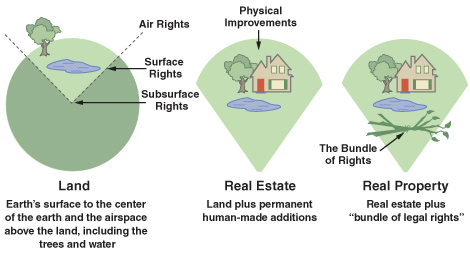 Air Rights
Surface
Rights
Subsurface
Rights
Land
Earth's surface to the center
of the earth and the airspace
above the land, including the
trees and water
Physical
Improvements
Real Estate
Land plus permanent
human-made additions
The Bundle
of Rights
Real Property
Real estate plus
“bundle of legal rights”